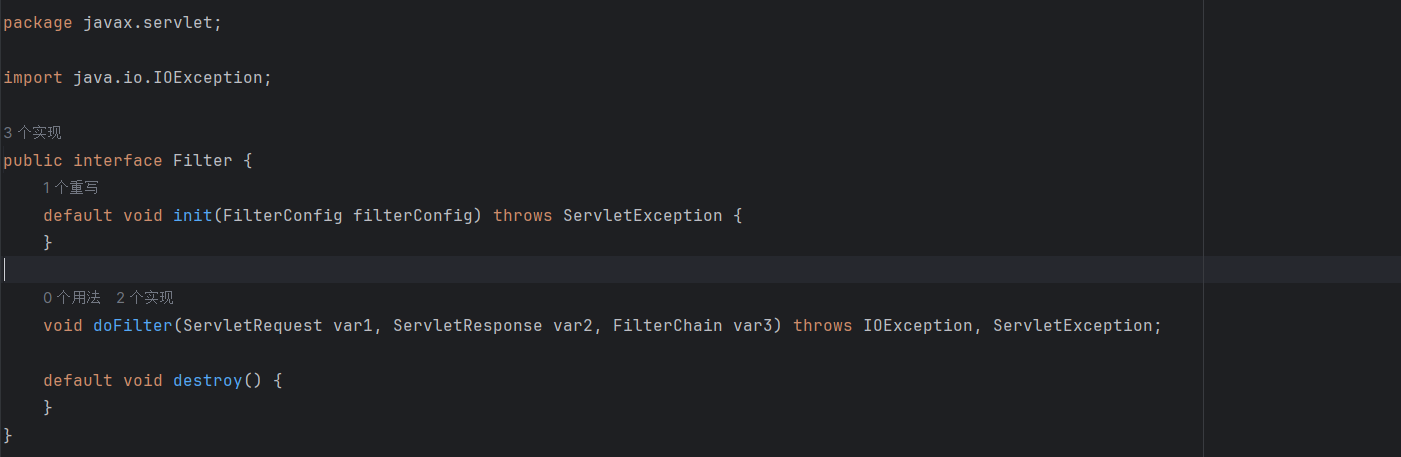 package javax.servlet;
import java.io.IOException;
3 个实现
public interface Filter {
1 个重写
default void init(FilterConfig filterConfig) throws ServletException {
}
0 个用法 2 个实现
void doFilter(ServletRequest var1, ServletResponse var2, FilterChain var3) throws IOException, ServletException;
default void destroy() {
}
}